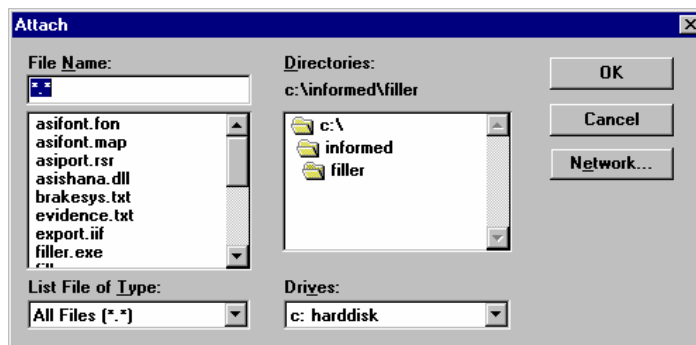 Attach
File Name:
*.*
asifont.fon
asifont.map
asiport.rsr
asishana.dll
brakesys.txt
evidence.txt
export.iif
filler.exe
List File of Type:
All Files (*.*)
Directories:
c:\informed\filler
c:\
informed
filler
Drives:
c: harddisk
OK
Cancel
Network...